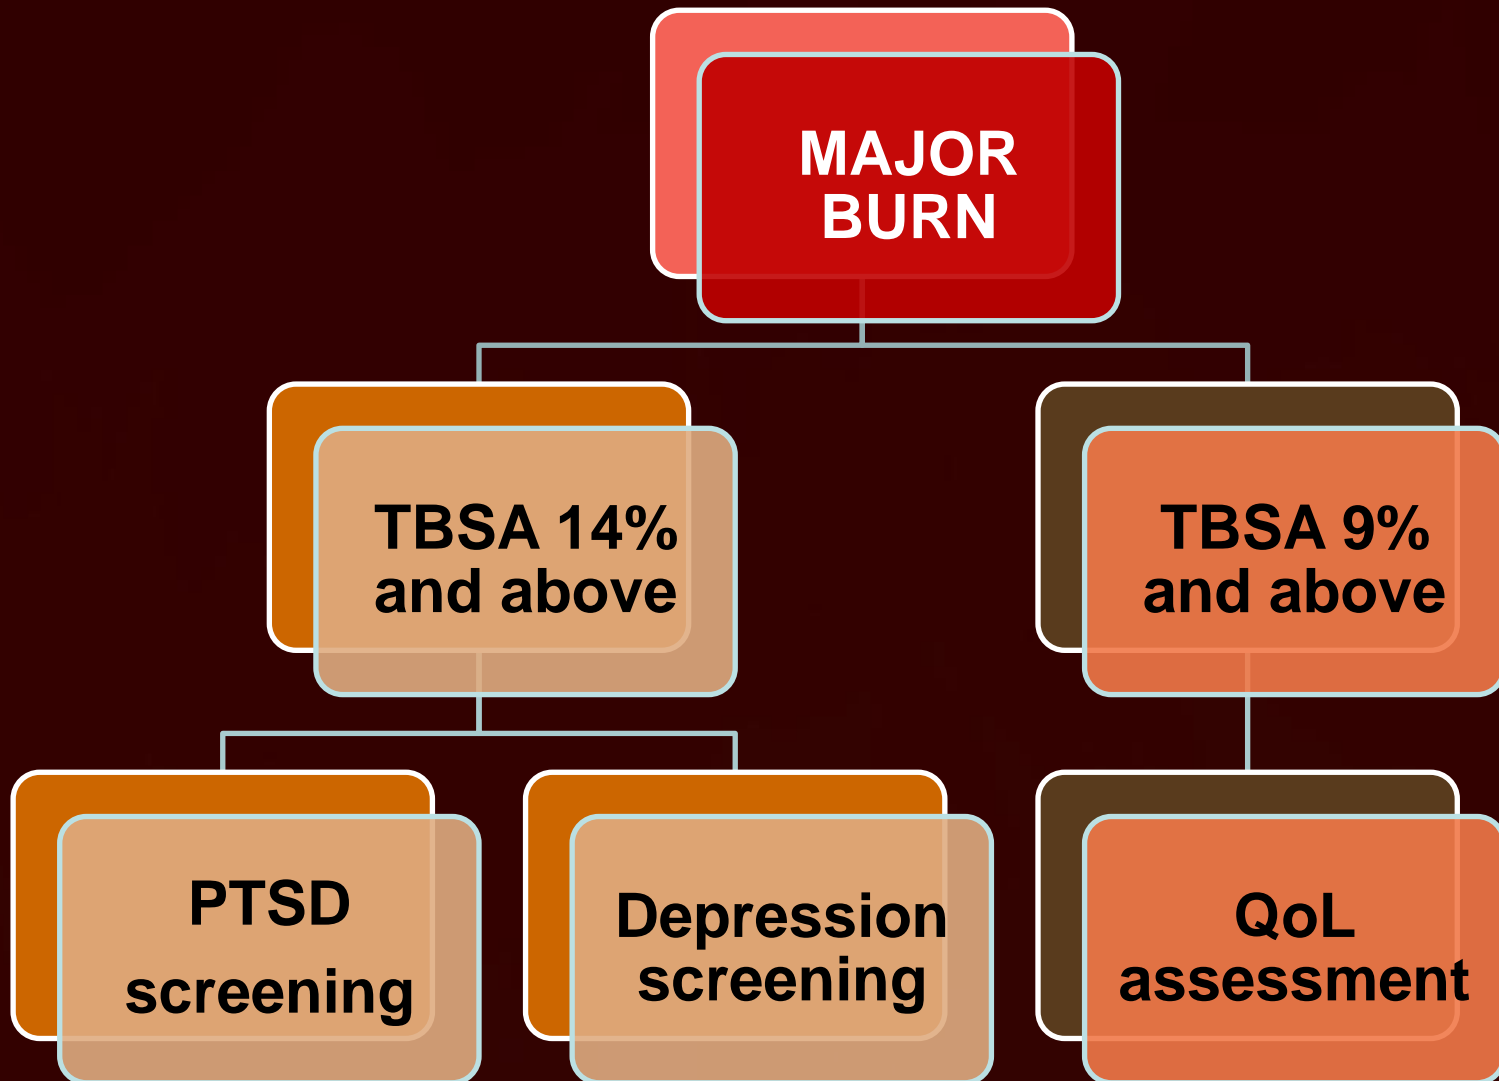 MAJOR
BURN
TBSA 14%
and above
TBSA 9%
and above
PTSD
screening
Depression
screening
QoL
assessment